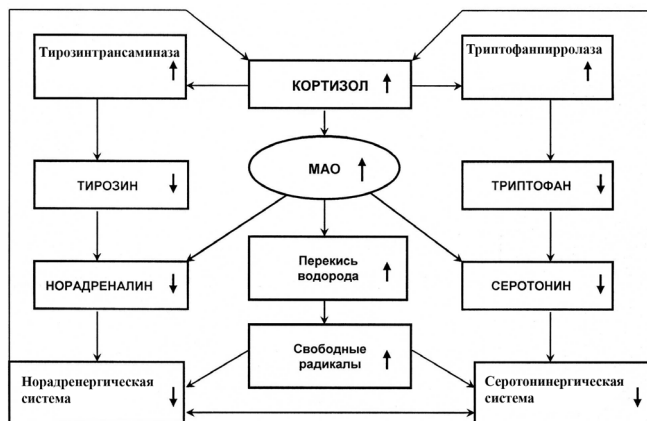 Тирозинтрансаминаза
КОРТИЗОЛ
Триптофанпирролаза
ТИРОЗИН
МАО
ТРИПТОФАН
НОРАДРЕНАЛИН
Перекись
водорода
СЕРОТОНИН
Свободные
радикалы
Норадренергическая
система
Серотонинергическая
система